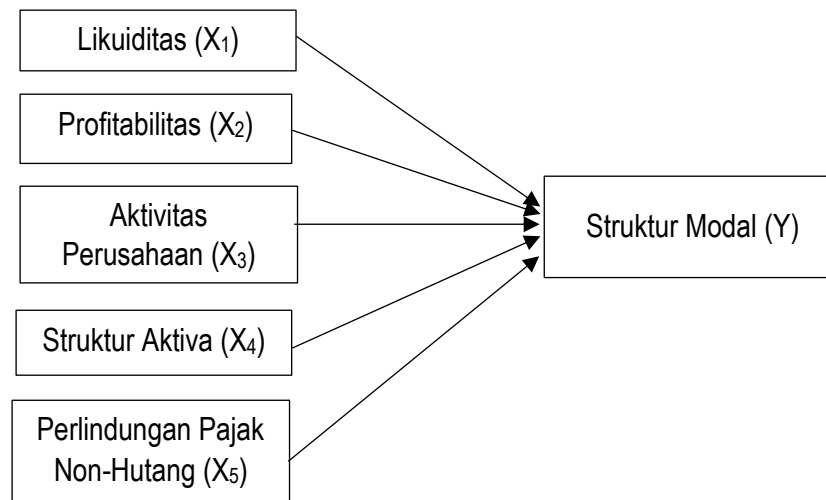 Likuiditas (X₁)
Profitabilitas (X₂)
Aktivitas
Perusahaan (X₃)
Struktur Aktiva (X₄)
Perlindungan Pajak
Non-Hutang (X₅)
Struktur Modal (Y)